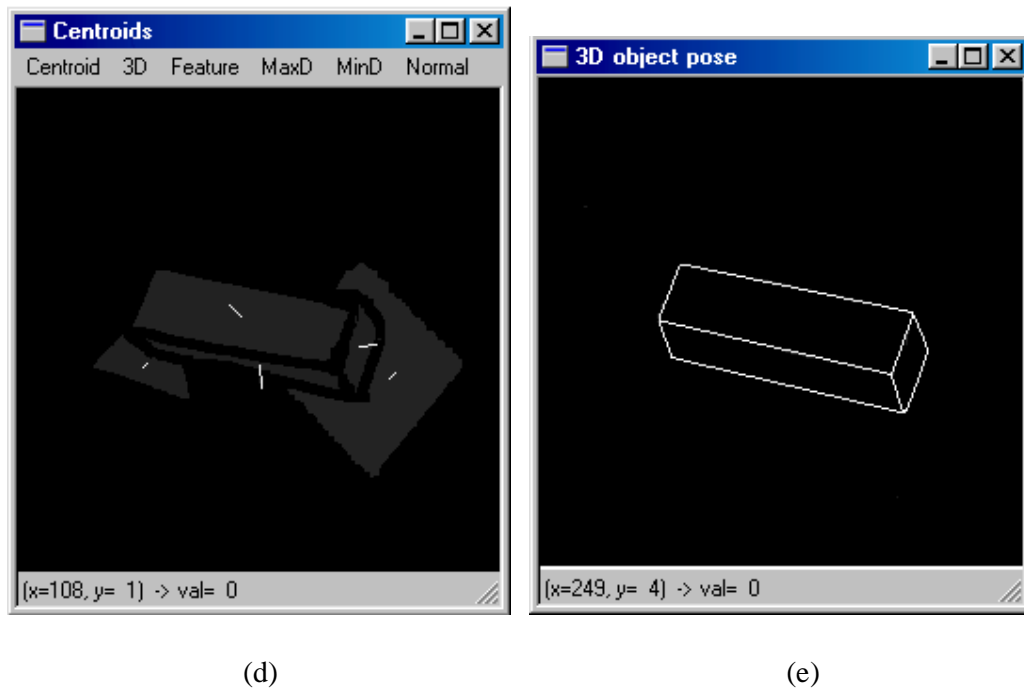 Centroids
Centroid 3D Feature MaxD MinD Normal
(x=108, y= 1) -> val= 0
(d)
3D object pose
(x=249, y= 4) -> val= 0
(e)